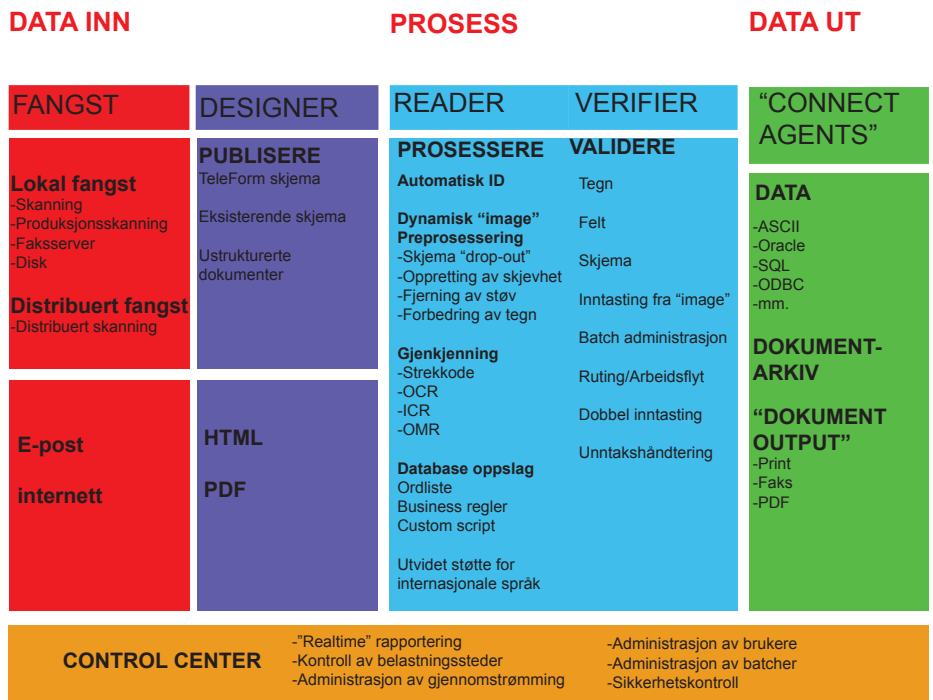 DATA INN
PROSESS
DATA UT
FANGST
DESIGNER
READER
VERIFIER
“CONNECT
AGENTS”
Lokal fangst
-Skanning
-Produksjonsskanning
-Faksserver
-Disk
Distribuert fangst
-Distribuert skanning
E-post
internett
PUBLISERE
TeleForm skjema
Eksisterende skjema
Ustrukturerte
dokumenter
HTML
PDF
PROSESSERE
Automatisk ID
Dynamisk “image”
Preprosessering
-Skjema “drop-out”
-Oppretting av skjevhet
-Fjerning av støv
-Forbedring av tegn
Gjenkjenning
-Strekkode
-OCR
-ICR
-OMR
Database oppslag
Ordliste
Business regler
Custom script
Utvidet støtte for
internasjonale språk
VALIDERE
Tegn
Felt
Skjema
Inntasting fra “image”
Batch administrasjon
Ruting/Arbeidsflyt
Dobbel inntasting
Unntakshåndtering
DATA
-ASCII
-Oracle
-SQL
-ODBC
-mm.
DOKUMENT-
ARKIV
“DOKUMENT
OUTPUT”
-Print
-Faks
-PDF
CONTROL CENTER
-”Realtime” rapportering
-Kontroll av belastningssteder
-Administrasjon av gjennomstrømming
-Administrasjon av brukere
-Administrasjon av batcher
-Sikkerhetskontroll